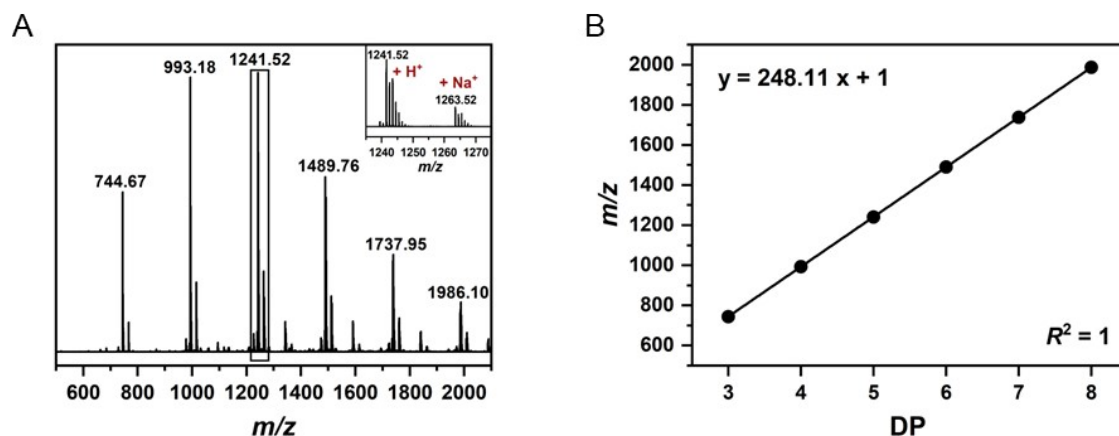 A
744.67
993.18
1241.52
1489.76
1737.95
1986.10
1241.52
+ H⁺
+ Na⁺
1263.52
1240 1250 1260 1270
m/z
600 800 1000 1200 1400 1600 1800 2000
m/z
B
y = 248.11 x + 1
2000
1800
1600
1400
1200
1000
800
600
m/z
R² = 1
3 4 5 6 7 8
DP